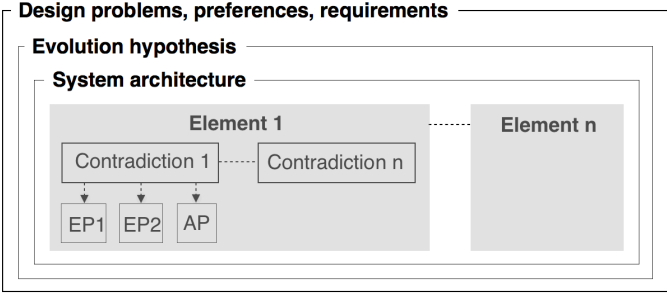 Design problems, preferences, requirements
Evolution hypothesis
System architecture
Element 1
Element n
Contradiction 1
Contradiction n
EP1
EP2
AP